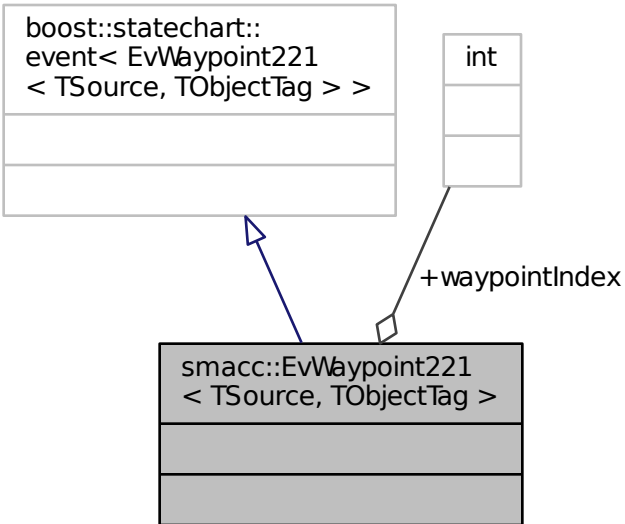 boost::statechart::
event< EvWaypoint221
< TSource, TObjectTag > >
int
+waypointIndex
smacc::EvWaypoint221
< TSource, TObjectTag >